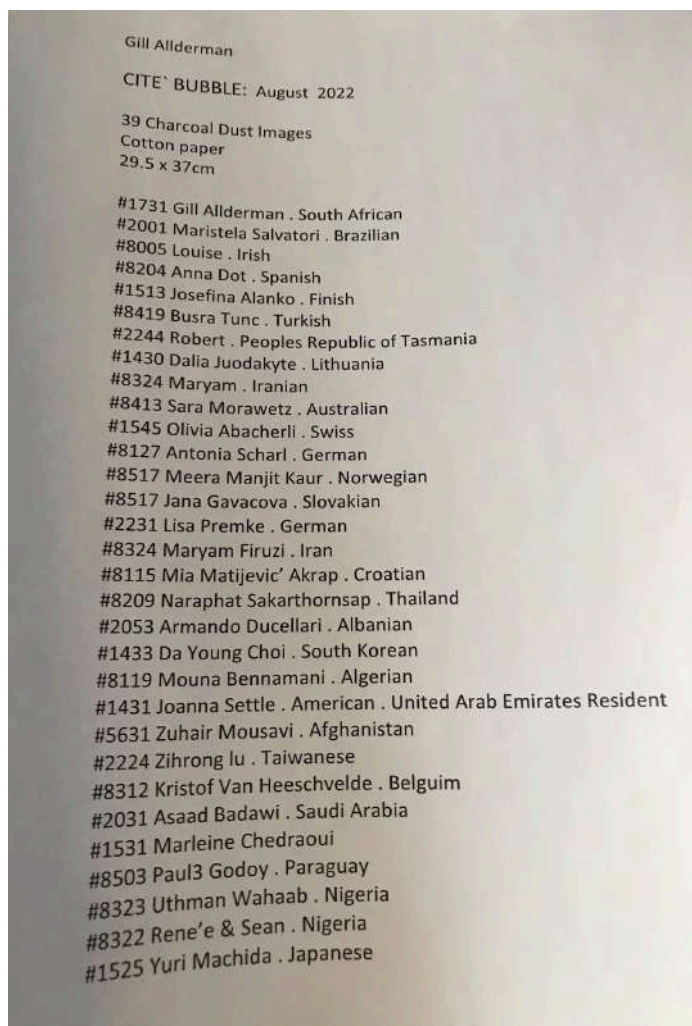 Gill Allderman
CITE` BUBBLE: August 2022
39 Charcoal Dust Images
Cotton paper
29.5 x 37cm
#1731 Gill Allderman . South African
#2001 Maristela Salvatori . Brazilian
#8005 Louise . Irish
#8204 Anna Dot . Spanish
#1513 Josefina Alanko . Finish
#8419 Busra Tunc . Turkish
#2244 Robert . Peoples Republic of Tasmania
#1430 Dalia Juodakyte . Lithuania
#8324 Maryam . Iranian
#8413 Sara Morawetz . Australian
#1545 Olivia Abacherli . Swiss
#8127 Antonia Scharl . German
#8517 Meera Manjit Kaur . Norwegian
#8517 Jana Gavacova . Slovakian
#2231 Lisa Premke . German
#8324 Maryam Firuzi . Iran
#8115 Mia Matijevic’ Akrap . Croatian
#8209 Naraphat Sakarthornsap . Thailand
#2053 Armando Ducellari . Albanian
#1433 Da Young Choi . South Korean
#8119 Mouna Bennamani . Algerian
#1431 Joanna Settle . American . United Arab Emirates Resident
#5631 Zuhair Mousavi . Afghanistan
#2224 Zihrong lu . Taiwanese
#8312 Kristof Van Heeschvelde . Belguim
#2031 Asaad Badawi . Saudi Arabia
#1531 Marleine Chedraoui
#8503 Paul3 Godoy . Paraguay
#8323 Uthman Wahaab . Nigeria
#8322 Rene’e & Sean . Nigeria
#1525 Yuri Machida . Japanese